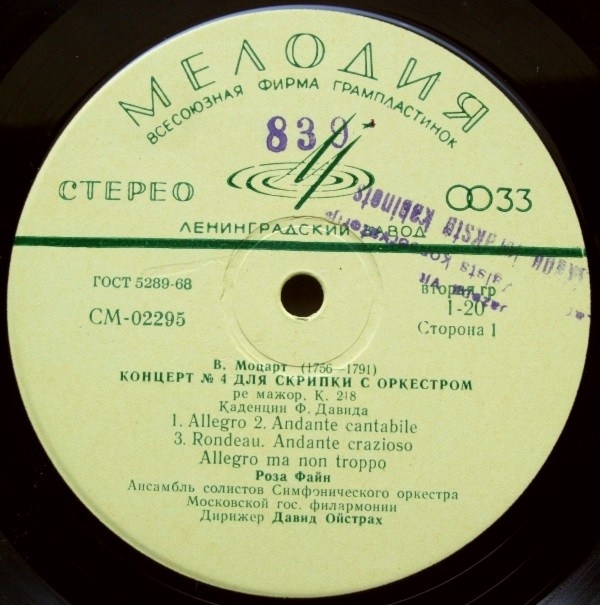 МЕЛОДИЯ
ВСЕСОЮЗНАЯ ФИРМА ГРАМПЛАСТИНОК
839
СТЕРЕО
33
ЛЕНИНГРАДСКИЙ ЗАВОД
ГОСТ 5289-68
СМ-02295
вторая гр
1-20
Сторона 1
В. Моцарт (1756—1791)
КОНЦЕРТ № 4 ДЛЯ СКРИПКИ С ОРКЕСТРОМ
ре мажор, К. 218
Каденции Ф. Давида
1. Allegro 2. Andante cantabile
3. Rondeau. Andante crazioso
Allegro ma non troppo
Роза Файн
Ансамбль солистов Симфонического оркестра
Московской гос. филармонии
Дирижер Давид Ойстрах